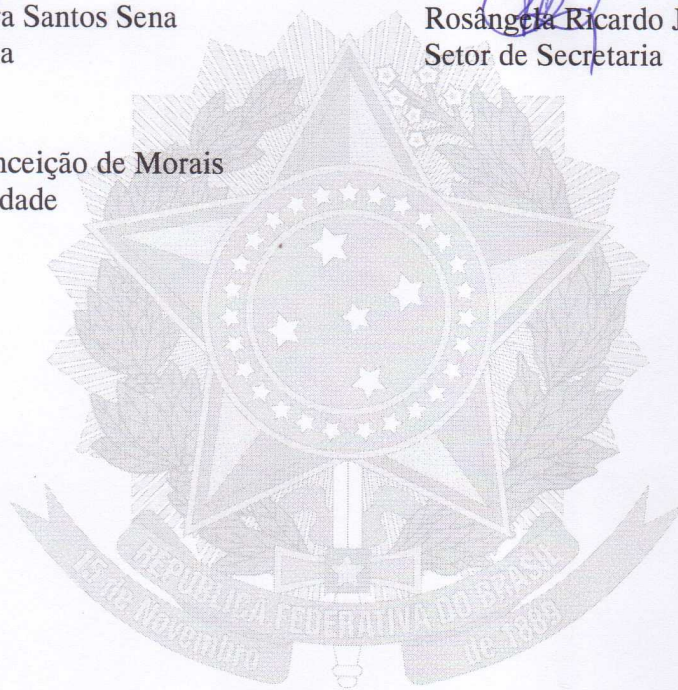 ra Santos Sena
a
Rosângela Ricardo J
Setor de Secretaria
nceição de Morais
dade
REPÚBLICA FEDERATIVA DO BRASIL
15 de Novembro
de 1889